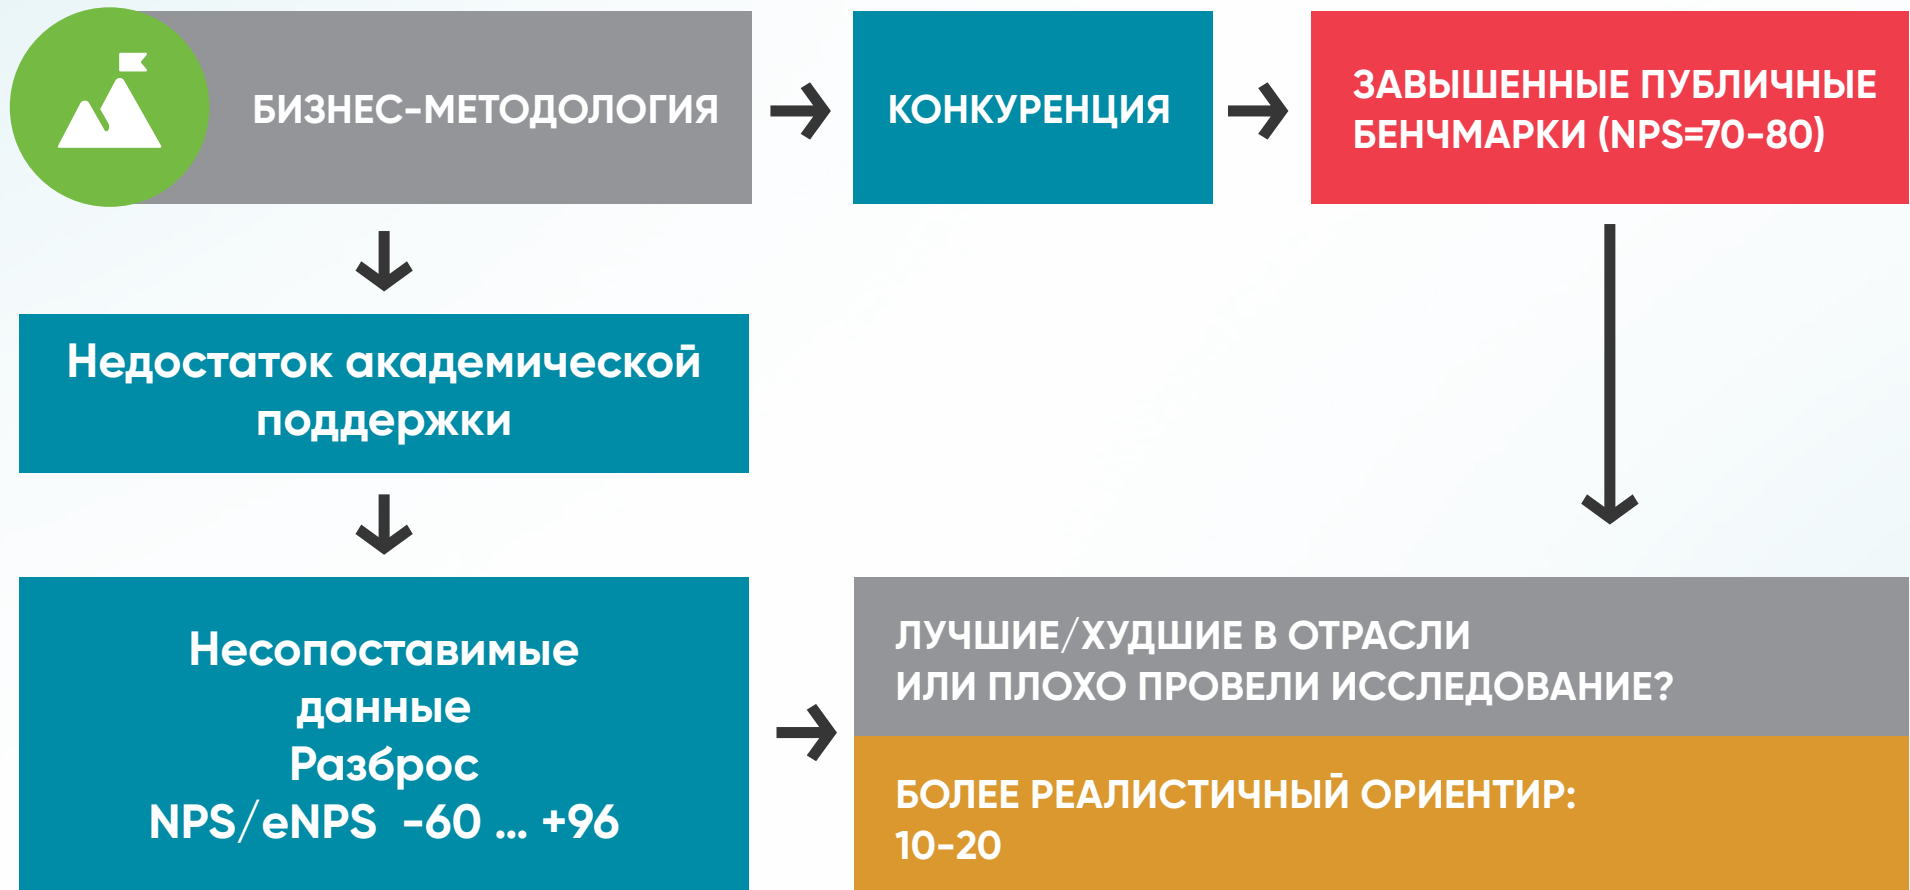 БИЗНЕС-МЕТОДОЛОГИЯ
КОНКУРЕНЦИЯ
ЗАВЫШЕННЫЕ ПУБЛИЧНЫЕ
БЕНЧМАРКИ (NPS=70-80)
Недостаток академической
поддержки
Несопоставимые
данные
Разброс
NPS/eNPS -60 ... +96
ЛУЧШИЕ/ХУДШИЕ В ОТРАСЛИ
ИЛИ ПЛОХО ПРОВЕЛИ ИССЛЕДОВАНИЕ?
БОЛЕЕ РЕАЛИСТИЧНЫЙ ОРИЕНТИР:
10-20